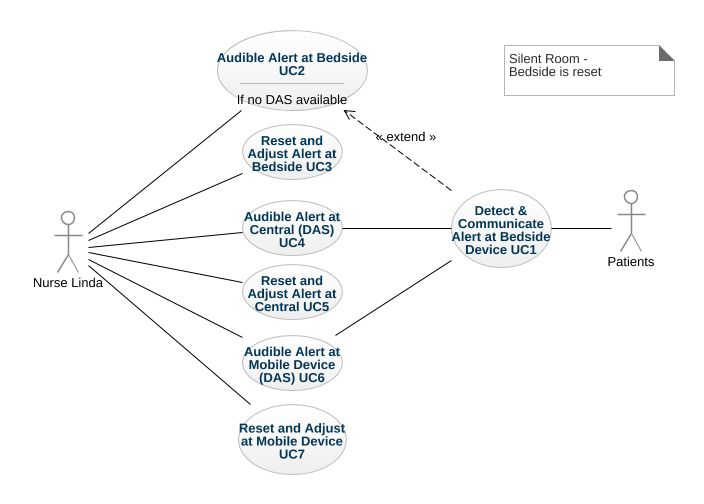 Audible Alert at Bedside
UC2
If no DAS available
Silent Room -
Bedside is reset
« extend »
Reset and
Adjust Alert at
Bedside UC3
Audible Alert at
Central (DAS)
UC4
Detect &
Communicate
Alert at Bedside
Device UC1
Patients
Nurse Linda
Reset and
Adjust Alert at
Central UC5
Audible Alert at
Mobile Device
(DAS) UC6
Reset and Adjust
at Mobile Device
UC7